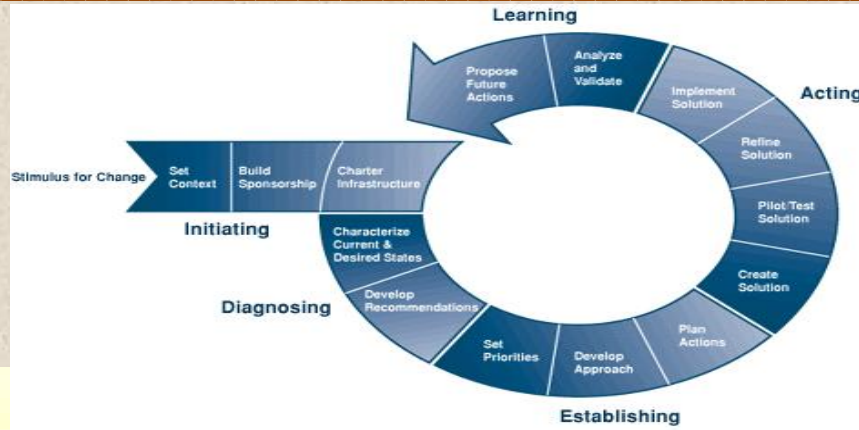 Stimulus for Change
Set
Context
Build
Sponsorship
Charter
Infrastructure
Initiating
Characterize
Current &
Desired States
Develop
Recommendations
Diagnosing
Set
Priorities
Develop
Approach
Plan
Actions
Establishing
Create
Solution
Pilot/Test
Solution
Refine
Solution
Implement
Solution
Acting
Analyze
and
Validate
Propose
Future
Actions
Learning